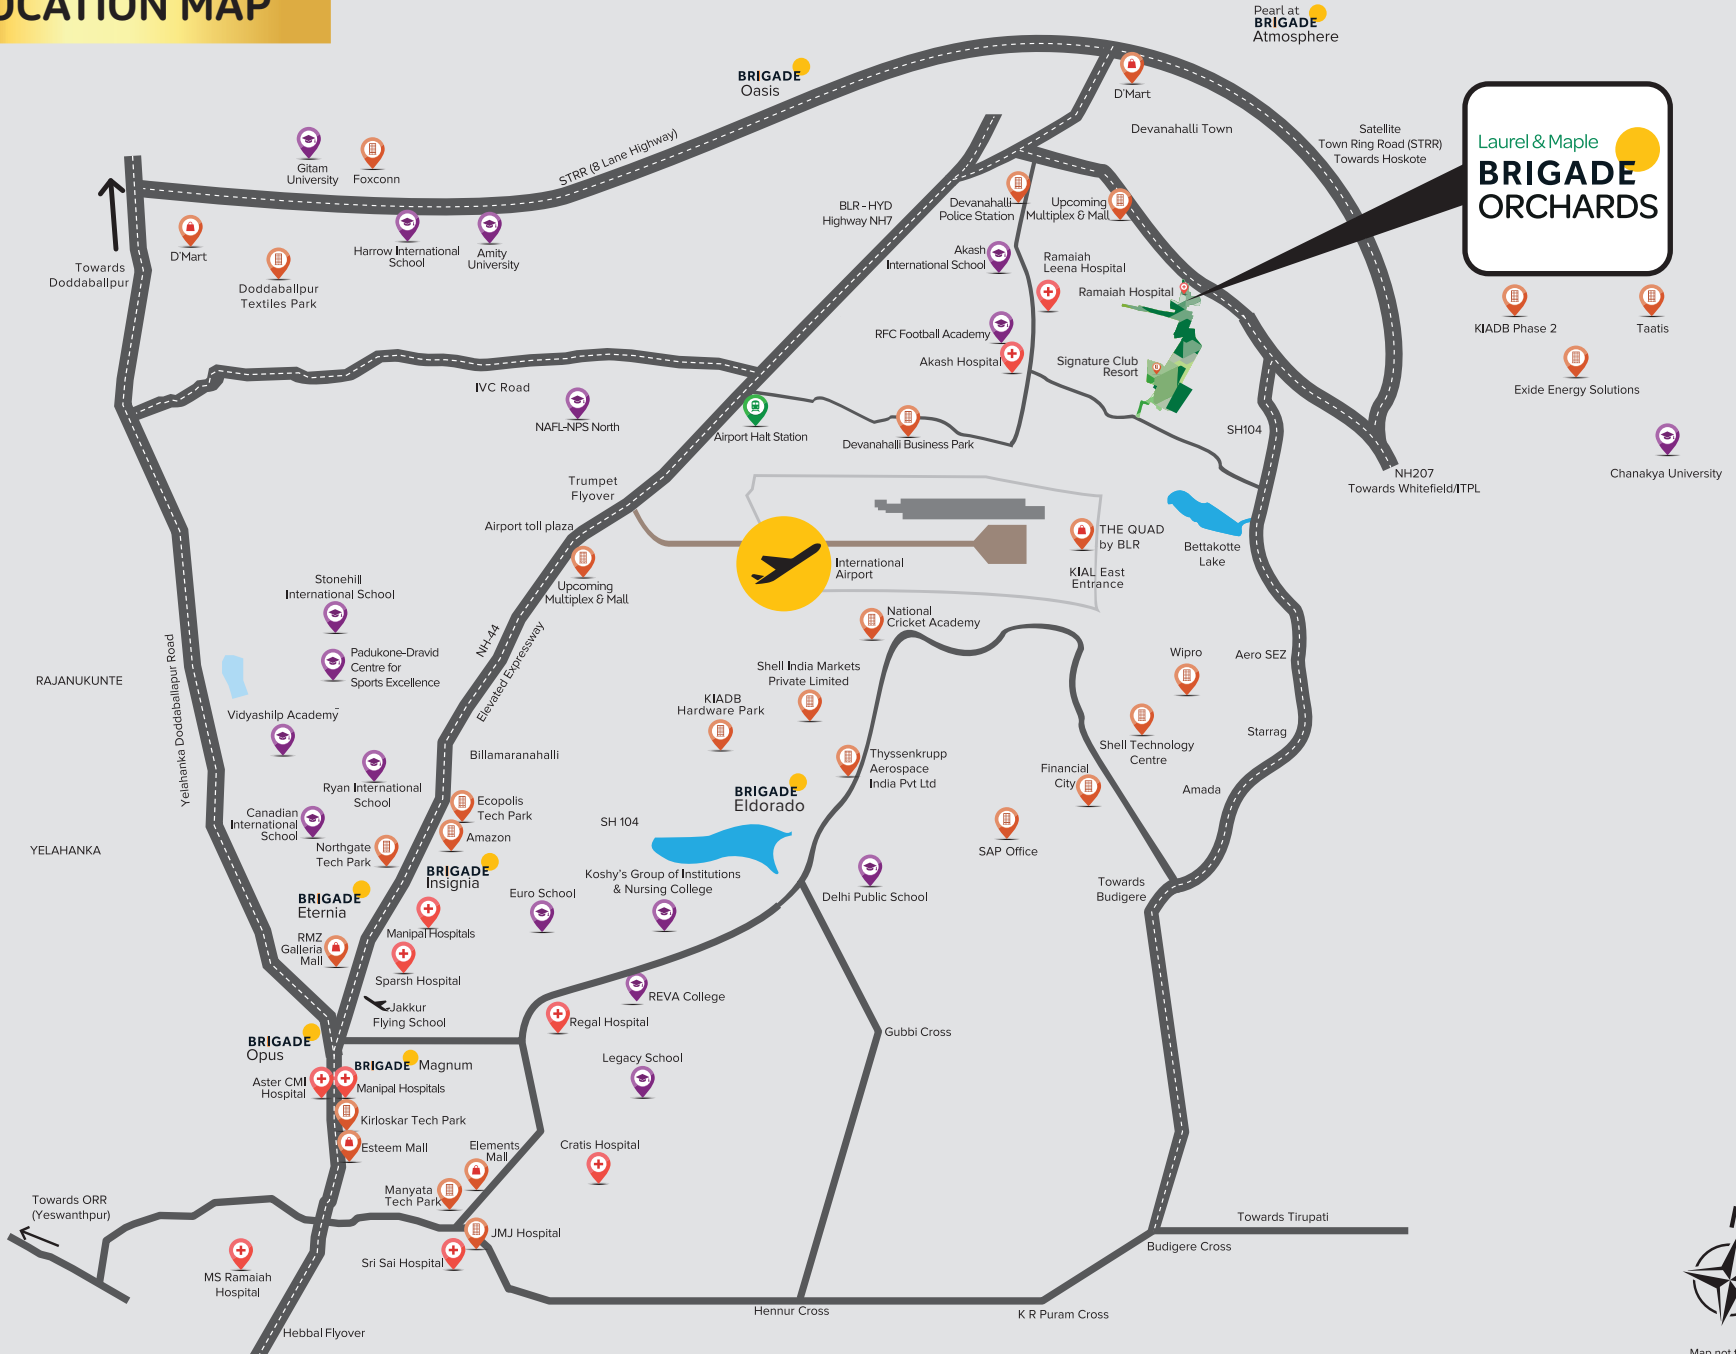 LOCATION MAP
Pearl at
BRIGADE
Atmosphere
BRIGADE
Oasis
D'Mart
Devanahalli Town
Satellite
Town Ring Road (STRR)
Towards Hoskote
Laurel & Maple
BRIGADE
ORCHARDS
Gitam
University
Foxconn
STRR (8 Lane Highway)
D'Mart
Harrow International
School
Amity
University
Towards
Doddaballpur
Doddaballpur
Textiles Park
BLR - HYD
Highway NH7
Devanahalli
Police Station
Upcoming
Multiplex & Mall
Akash
International School
Ramaiah
Leena Hospital
Ramaiah Hospital
RFC Football Academy
Akash Hospital
Signature Club
Resort
KIADB Phase 2
Taatis
Exide Energy Solutions
Chanakya University
IVC Road
NAFL-NPS North
Airport Halt Station
Devanahalli Business Park
SH104
NH207
Towards Whitefield/ITPL
Trumpet
Flyover
Airport toll plaza
Upcoming
Multiplex & Mall
International
Airport
THE QUAD
by BLR
KIAL East
Entrance
Bettakotte
Lake
Stonehill
International School
Padukone-Dravid
Centre for
Sports Excellence
NH-44
Elevated Expressway
National
Cricket Academy
Shell India Markets
Private Limited
KIADB
Hardware Park
Wipro
Aero SEZ
RAJANUKUNTE
Yelahanka Doddaballapur Road
Vidyashilp Academy
Billamaranahalli
Ryan International
School
Thyssenkrupp
Aerospace
India Pvt Ltd
Shell Technology
Centre
Starrag
Financial
City
Amada
BRIGADE
Eldorado
Canadian
International
School
Ecopolis
Tech Park
Amazon
SH 104
Northgate
Tech Park
YELAHANKA
SAP Office
BRIGADE
Insignia
BRIGADE
Eternia
Euro School
Koshy's Group of Institutions
& Nursing College
Delhi Public School
Towards
Budigere
RMZ
Galleria
Mall
Manipal Hospitals
Sparsh Hospital
Jakkur
Flying School
REVA College
Regal Hospital
Gubbi Cross
BRIGADE
Opus
BRIGADE Magnum
Aster CMI
Hospital
Manipal Hospitals
Legacy School
Kirloskar Tech Park
Esteem Mall
Elements
Mall
Cratis Hospital
Manyata
Tech Park
Towards ORR
(Yeswanthpur)
JMJ Hospital
Sri Sai Hospital
MS Ramaiah
Hospital
Towards Tirupati
Budigere Cross
Hennur Cross
K R Puram Cross
Hebbal Flyover
Map not